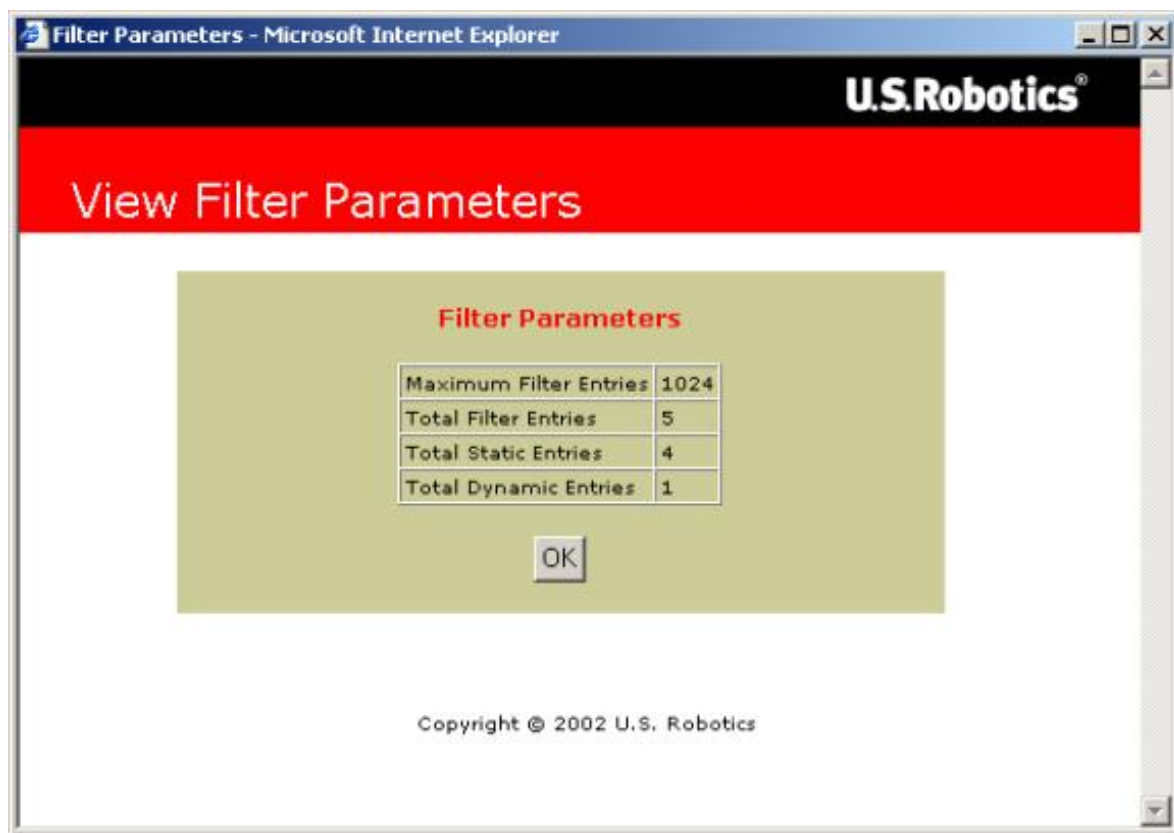 Filter Parameters - Microsoft Internet Explorer
U.S.Robotics®
View Filter Parameters
Filter Parameters
Maximum Filter Entries 1024
Total Filter Entries 5
Total Static Entries 4
Total Dynamic Entries 1
OK
Copyright © 2002 U.S. Robotics